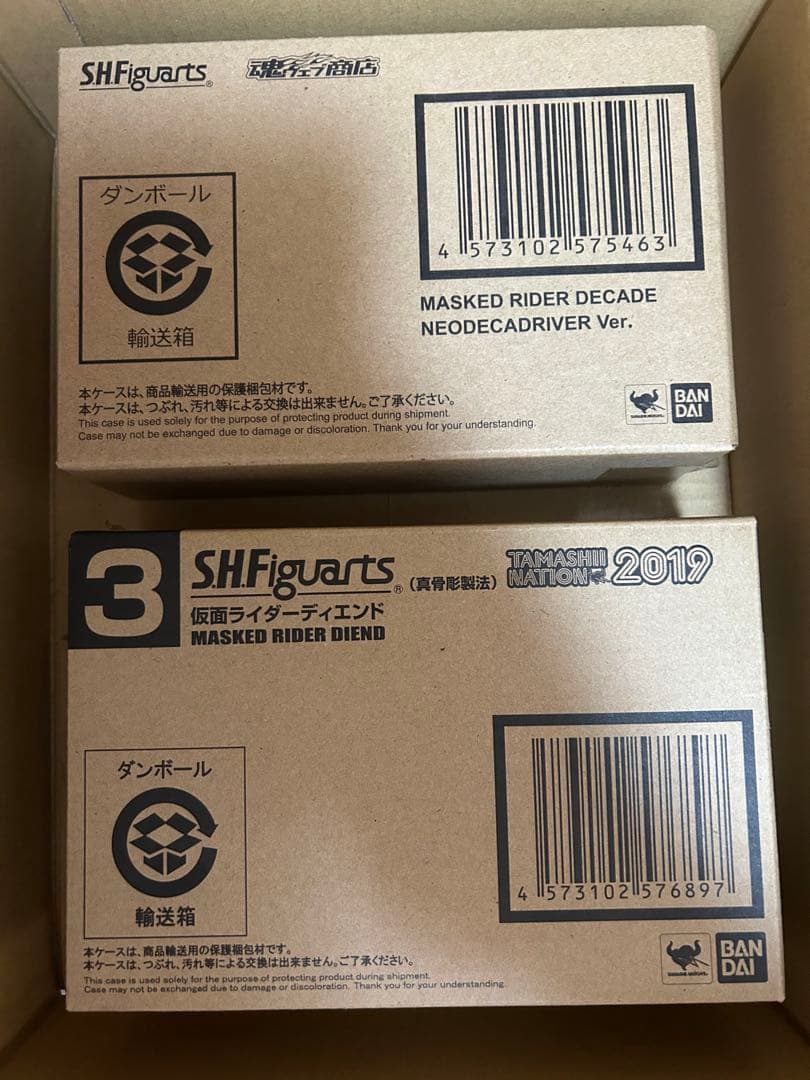 S.H.Figuarts®
魂ウェブ商店
ダンボール
輸送箱
4 573102 575463
MASKED RIDER DECADE
NEODECADRIVER Ver.
本ケースは、商品輸送用の保護梱包材です。
本ケースは、つぶれ、汚れ等による交換は出来ません。ご了承ください。
This case is used solely for the purpose of protecting product during shipment.
Case may not be exchanged due to damage or discoloration. Thank you for your understanding.
BAN
DAI
3
S.H.Figuarts® (真骨彫製法)
TAMASHII
NATION 2019
仮面ライダーディエンド
MASKED RIDER DIEND
ダンボール
輸送箱
4 573102 576897
本ケースは、商品輸送用の保護梱包材です。
本ケースは、つぶれ、汚れ等による交換は出来ません。ご了承ください。
This case is used solely for the purpose of protecting product during shipment.
Case may not be exchanged due to damage or discoloration. Thank you for your understanding.
BAN
DAI